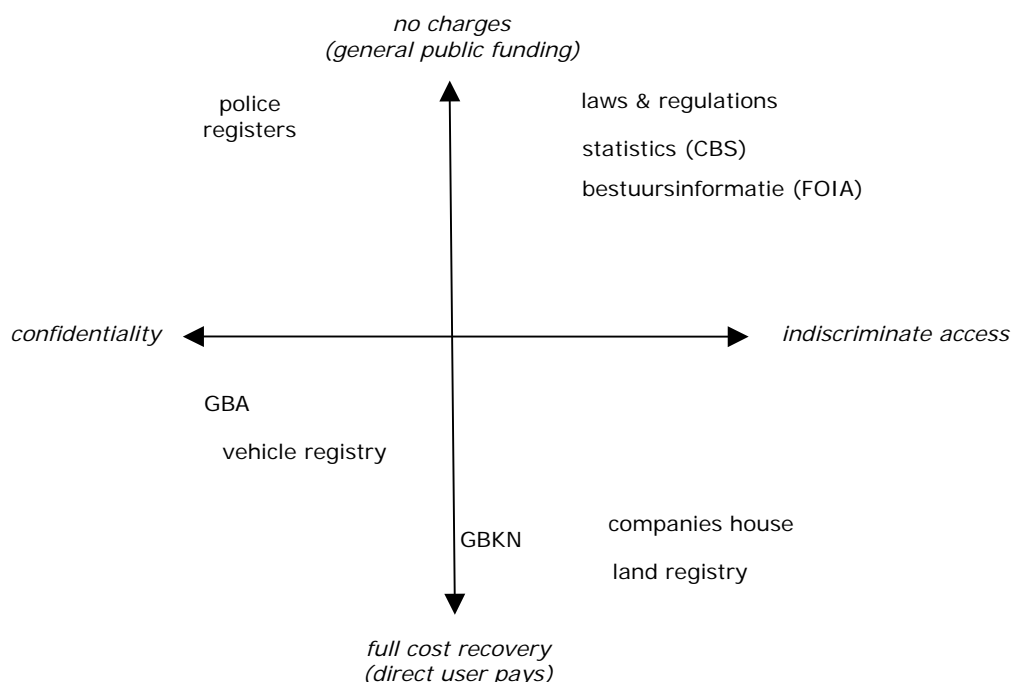 no charges
(general public funding)
police
registers
laws & regulations
statistics (CBS)
bestuursinformatie (FOIA)
confidentiality
indiscriminate access
GBA
vehicle registry
GBKN
companies house
land registry
full cost recovery
(direct user pays)